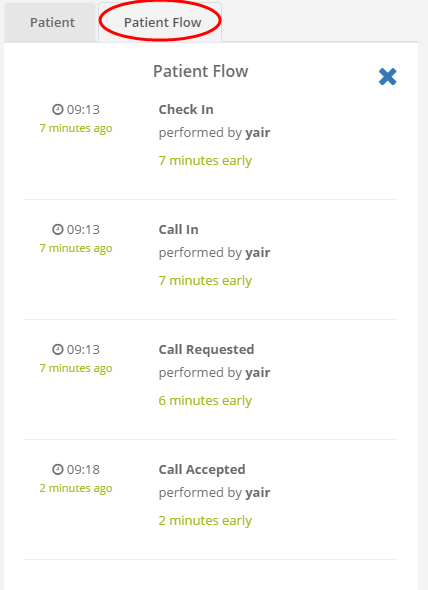 Patient
Patient Flow
Patient Flow
09:13
7 minutes ago
Check In
performed by yair
7 minutes early
09:13
7 minutes ago
Call In
performed by yair
7 minutes early
09:13
7 minutes ago
Call Requested
performed by yair
6 minutes early
09:18
2 minutes ago
Call Accepted
performed by yair
2 minutes early